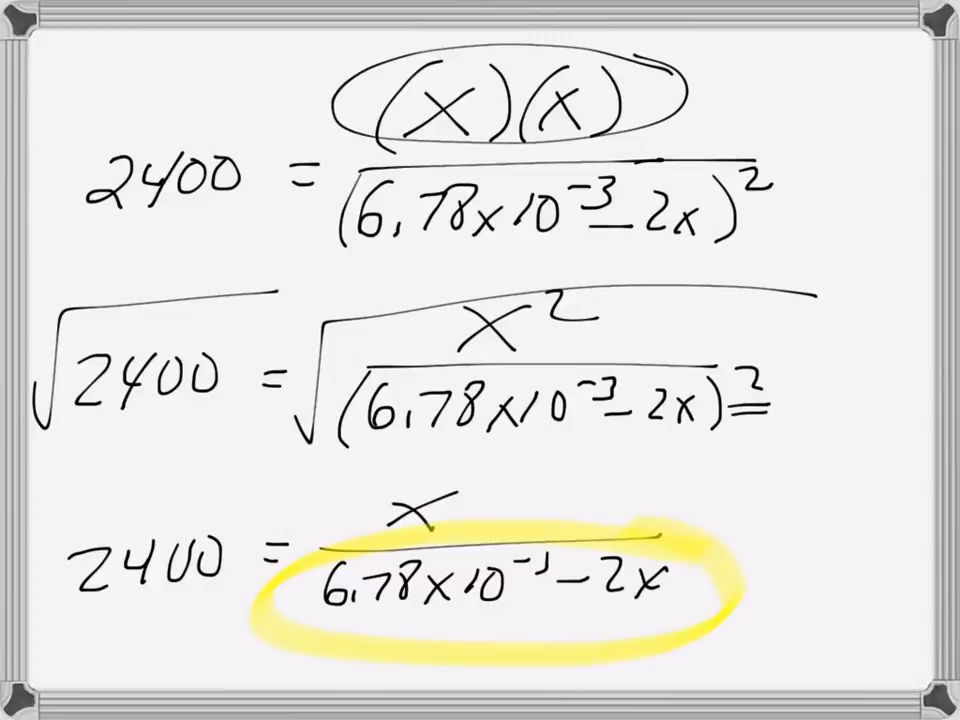 (x)(x)
2400 = (6.78x10⁻³ - 2x)²
x²
√2400 = √(6.78x10⁻³ - 2x)²
x
2400 = 6.78x10⁻³ - 2x